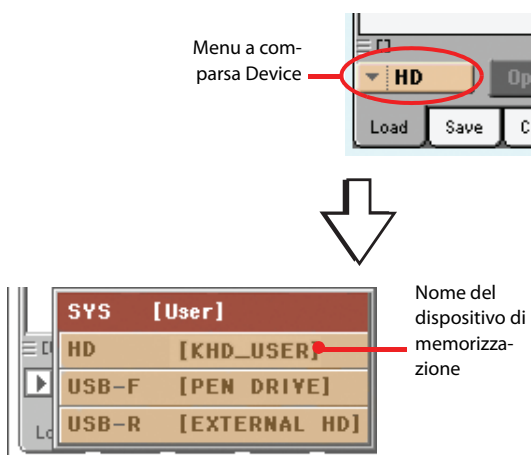 Menu a com-
parsa Device
HD
Op
Load Save C
SYS [User]
HD [KHD_USER]
USB-F [PEN DRIVE]
USB-R [EXTERNAL HD]
Lo
Nome del
dispositivo di
memorizza-
zione